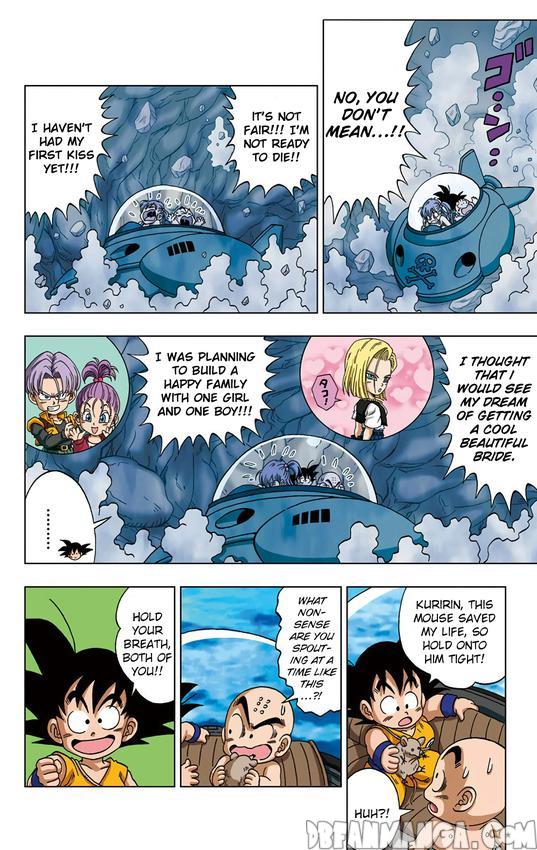 ゴ...
NO, YOU
DON'T
MEAN...!!
IT'S NOT
FAIR!!! I'M
NOT READY
TO DIE!!
I HAVEN'T
HAD MY
FIRST KISS
YET!!!
I THOUGHT
THAT I
WOULD SEE
MY DREAM
OF GETTING
A COOL
BEAUTIFUL
BRIDE.
タコ!
I WAS PLANNING
TO BUILD A
HAPPY FAMILY
WITH ONE GIRL
AND ONE BOY!!!
.........
KURIRIN, THIS
MOUSE SAVED
MY LIFE, SO
HOLD ONTO
HIM TIGHT!
HUH?!
WHAT
NON-
SENSE ARE
YOU
SPOUT-
ING AT A
TIME LIKE
THIS
...?!
HOLD
YOUR
BREATH,
BOTH OF
YOU!!
DBFANMANGA.COM